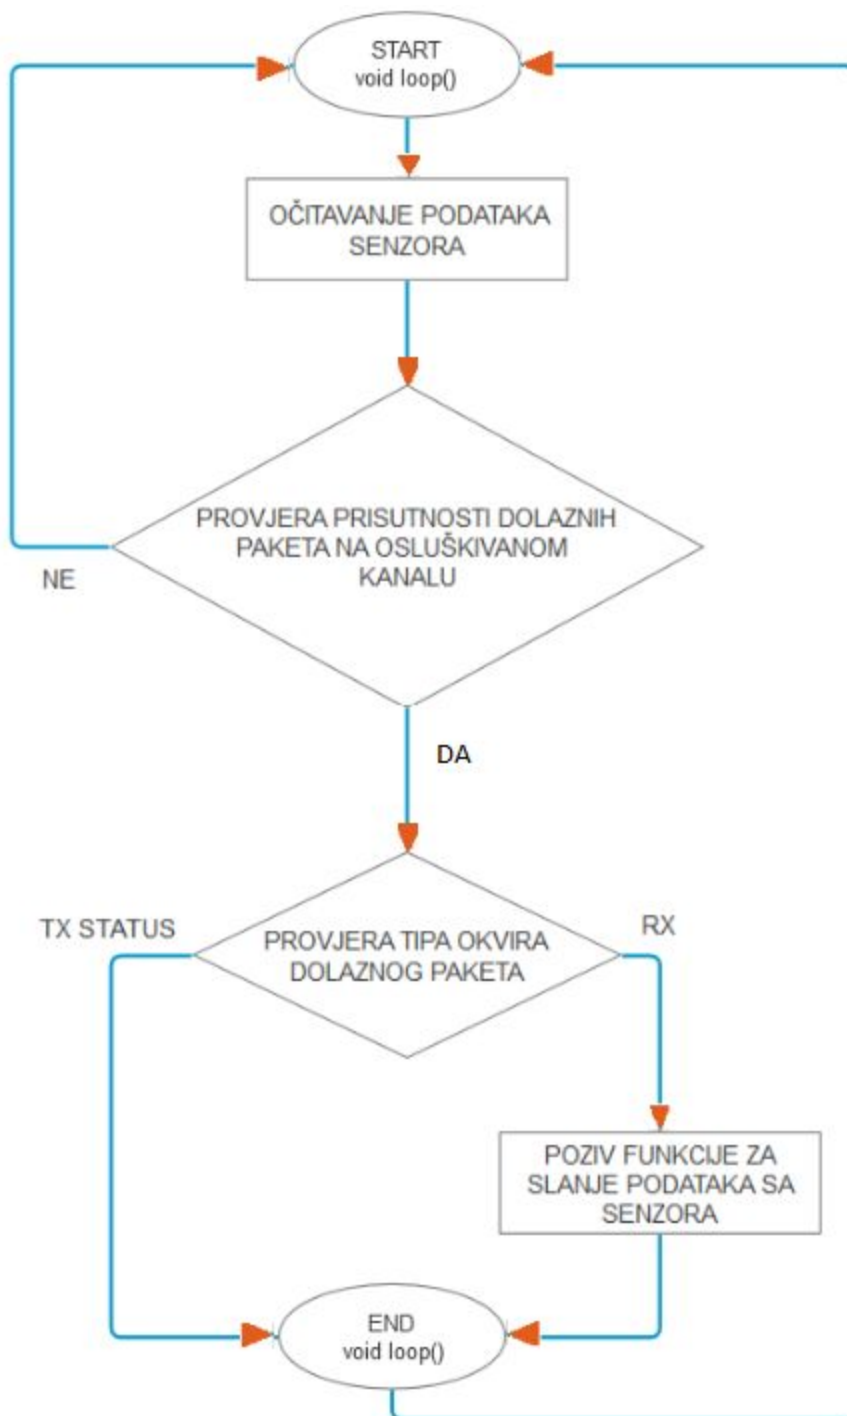 START
void loop()
OČITAVANJE PODATAKA
SENZORA
PROVJERA PRISUTNOSTI DOLAZNIH
PAKETA NA OSLUŠKIVANOM
KANALU
NE
DA
TX STATUS
PROVJERA TIPA OKVIRA
DOLAZNOG PAKETA
RX
POZIV FUNKCIJE ZA
SLANJE PODATAKA SA
SENZORA
END
void loop()